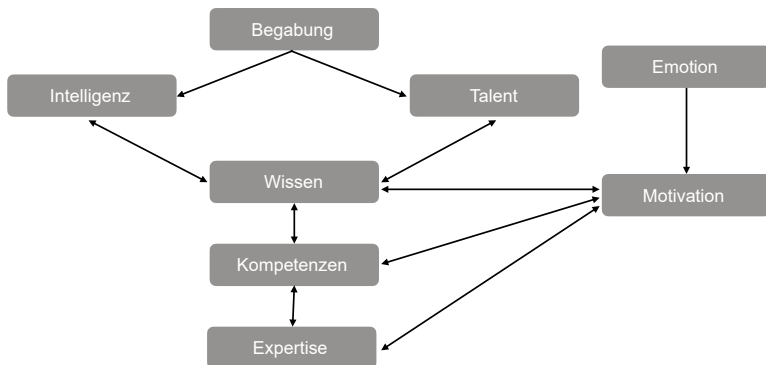 Begabung
Emotion
Intelligenz
Talent
Wissen
Motivation
Kompetenzen
Expertise